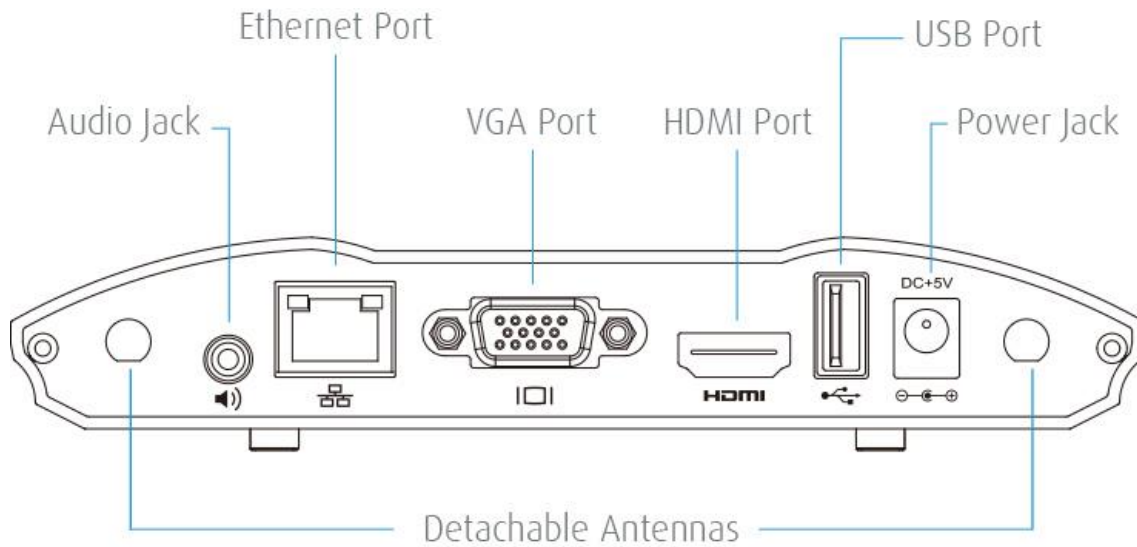 Ethernet Port
USB Port
Audio Jack
VGA Port
HDMI Port
Power Jack
DC+5V
HDMI
Detachable Antennas